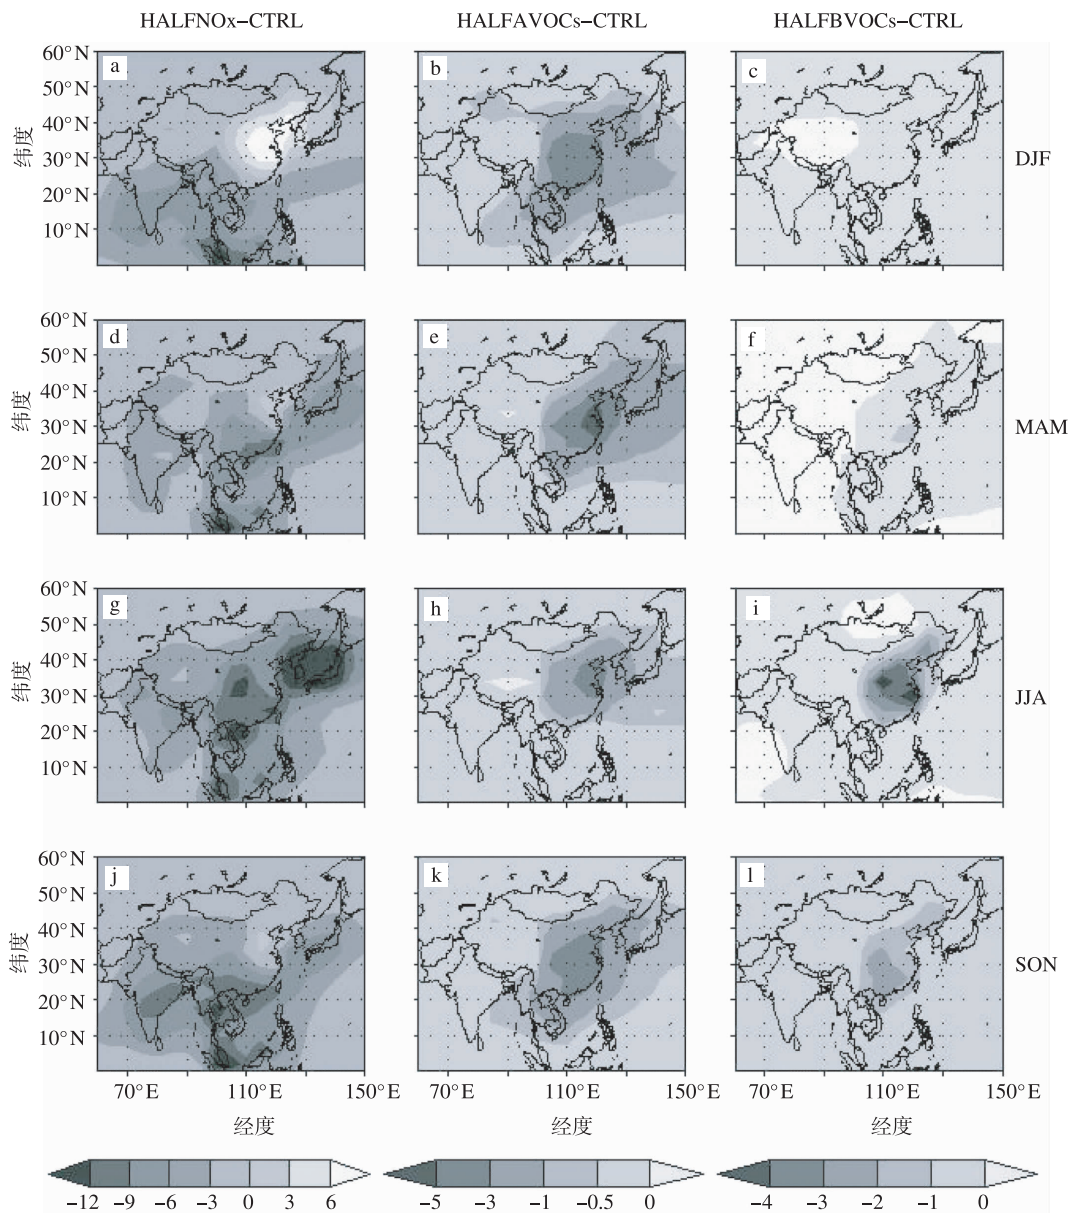 HALFNOx−CTRL HALFAVOCs−CTRL HALFBVOCs−CTRL
60°N
50°N
40°N
30°N
20°N
10°N
纬度
a b c
DJF
60°N
50°N
40°N
30°N
20°N
10°N
纬度
d e f
MAM
60°N
50°N
40°N
30°N
20°N
10°N
纬度
g h i
JJA
60°N
50°N
40°N
30°N
20°N
10°N
纬度
j k l
SON
70°E 110°E 150°E 70°E 110°E 150°E 70°E 110°E 150°E
经度 经度 经度
−12 −9 −6 −3 0 3 6 −5 −3 −1 −0.5 0 −4 −3 −2 −1 0